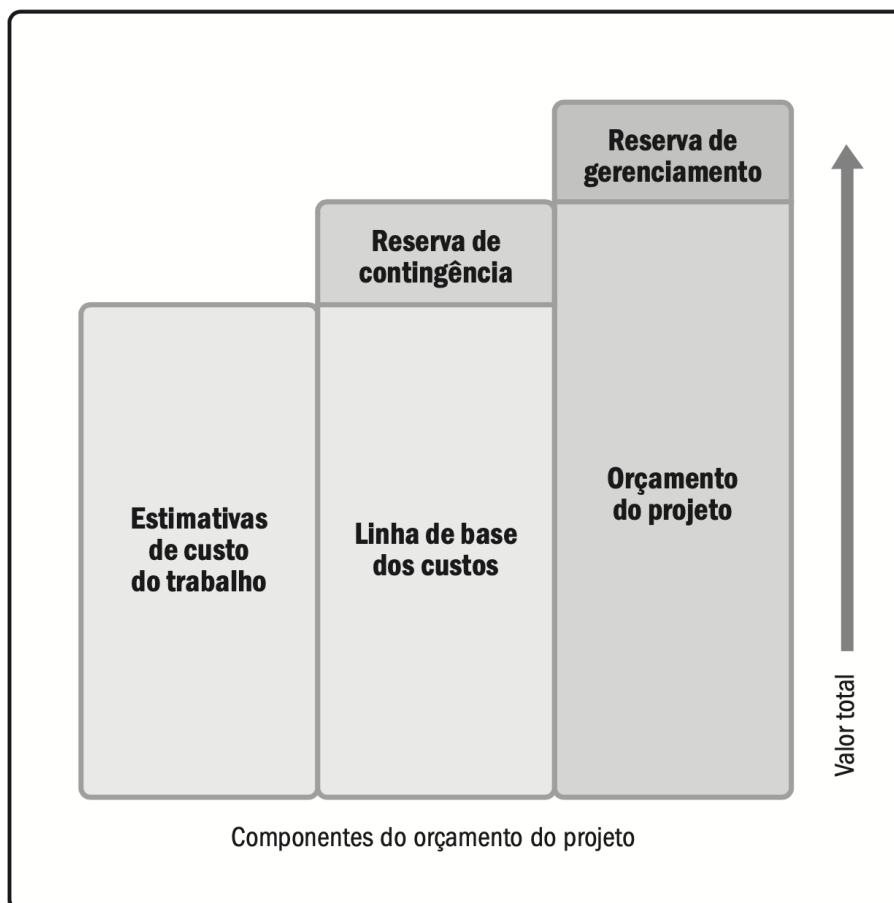 Reserva de
gerenciamento
Reserva de
contingência
Estimativas
de custo
do trabalho
Linha de base
dos custos
Orçamento
do projeto
Valor total
Componentes do orçamento do projeto